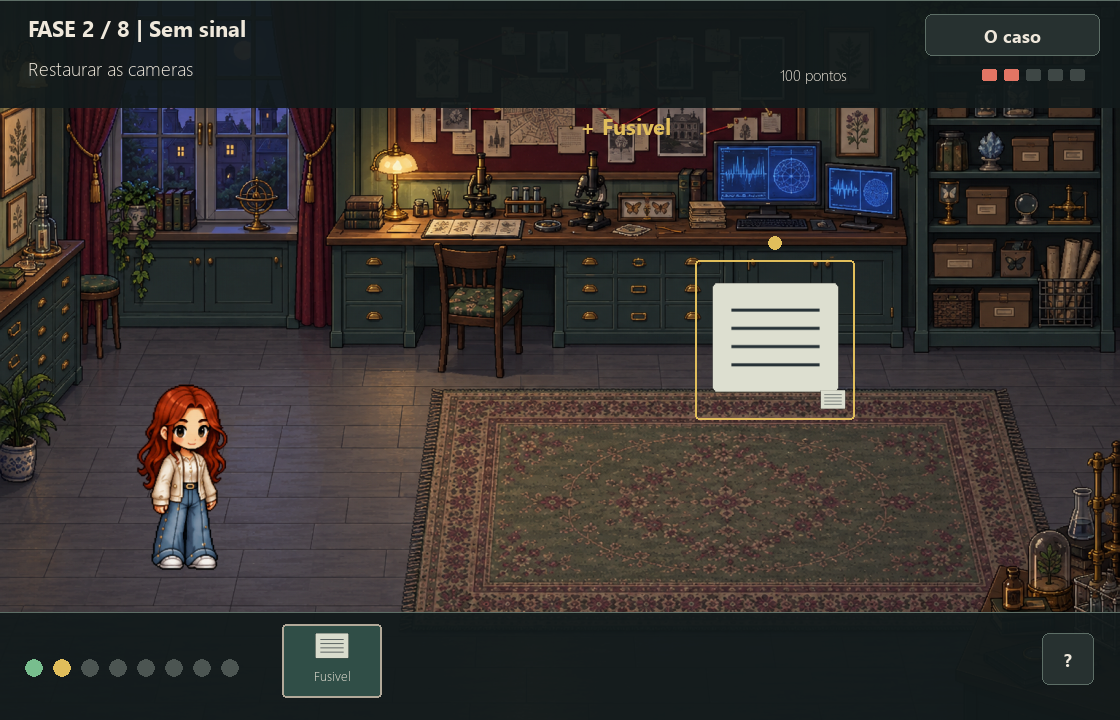 FASE 2 / 8 | Sem sinal
O caso
Restaurar as cameras
100 pontos
+ Fusivel
Fusivel
?